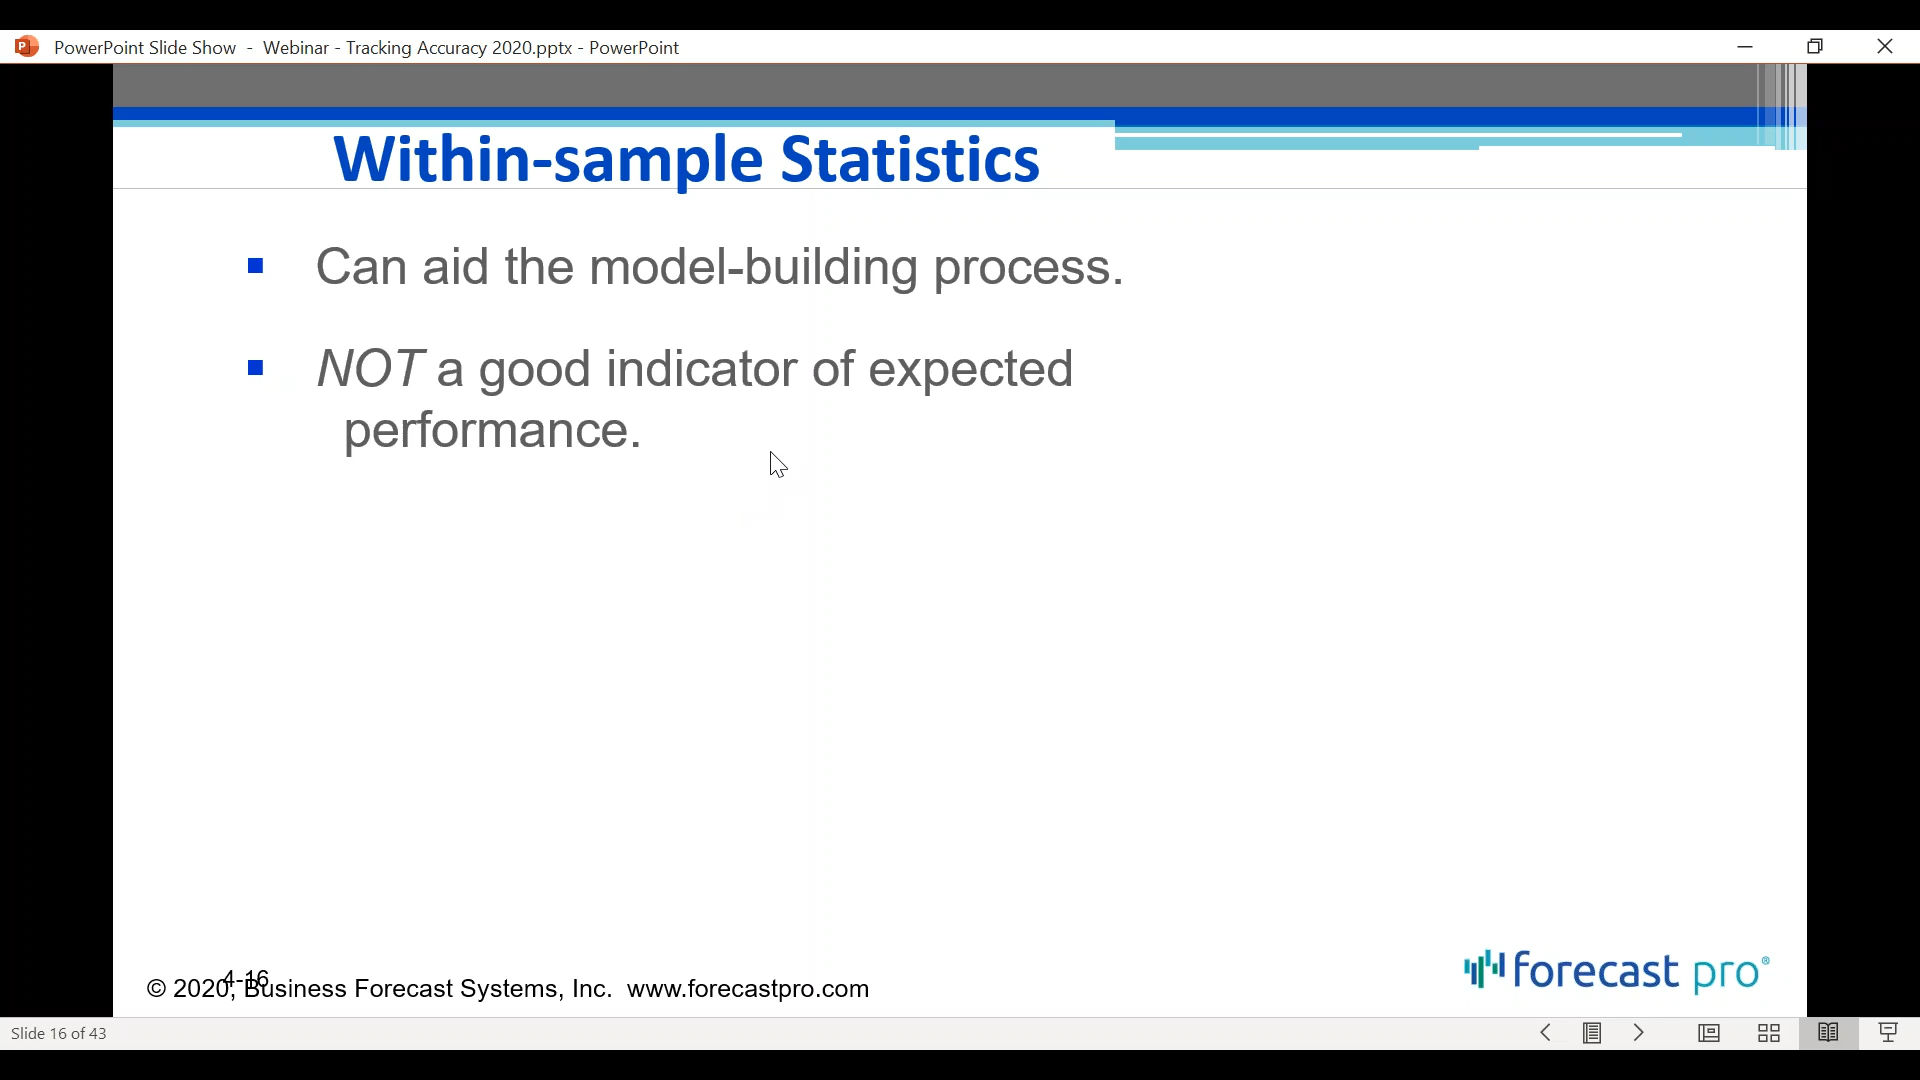 PowerPoint Slide Show - Webinar - Tracking Accuracy 2020.pptx - PowerPoint
Within-sample Statistics
Can aid the model-building process.
NOT a good indicator of expected
performance.
4-16
© 2020, Business Forecast Systems, Inc. www.forecastpro.com
forecast pro®
Slide 16 of 43